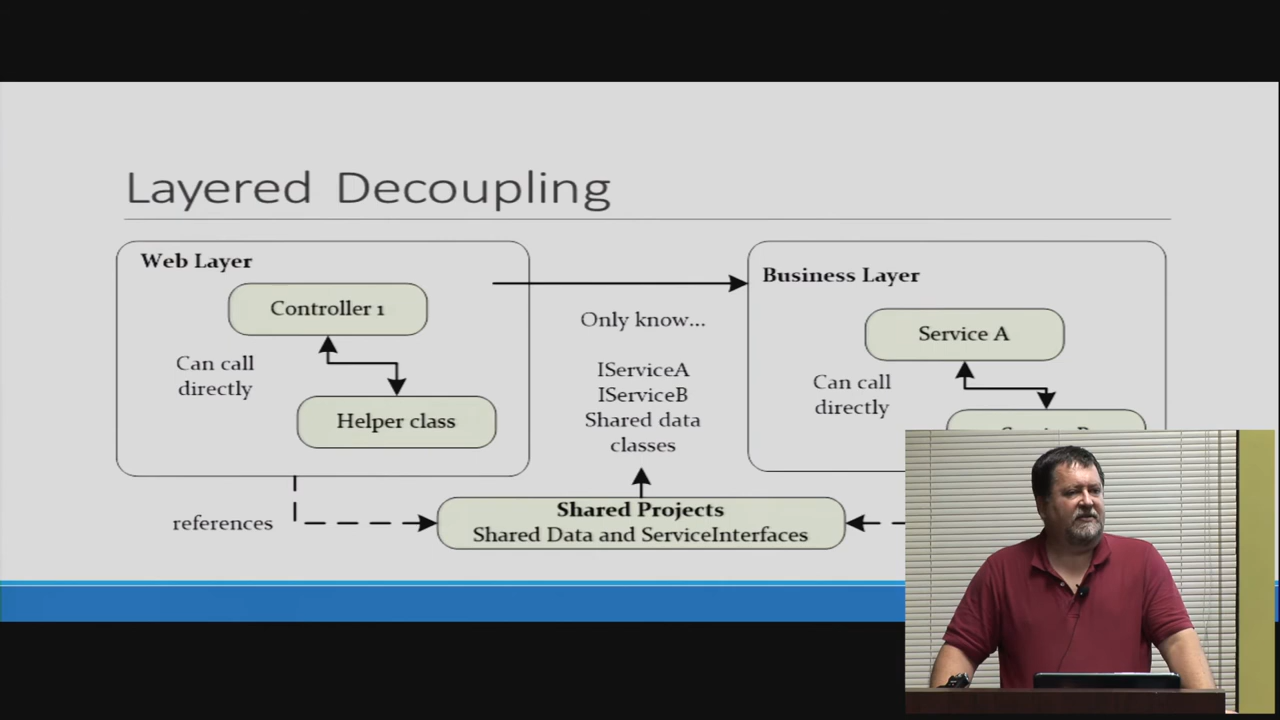 Layered Decoupling
Web Layer
Controller 1
Can call
directly
Helper class
references
Only know...
IServiceA
IServiceB
Shared data
classes
Shared Projects
Shared Data and ServiceInterfaces
Business Layer
Service A
Can call
directly